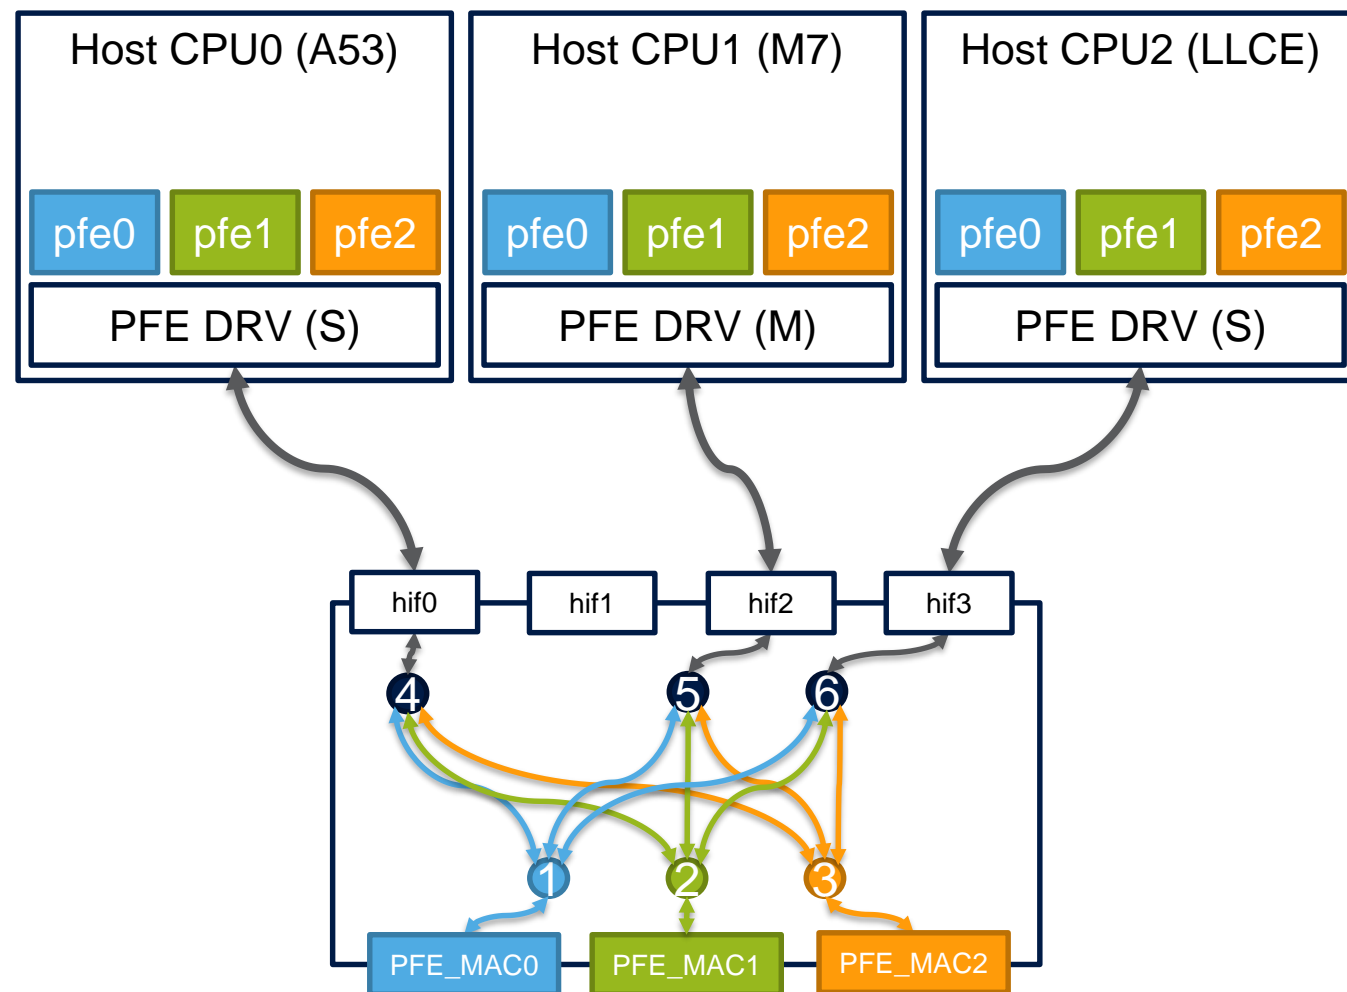 Host CPU0 (A53)
Host CPU1 (M7)
Host CPU2 (LLCE)
pfe0
pfe1
pfe2
pfe0
pfe1
pfe2
pfe0
pfe1
pfe2
PFE DRV (S)
PFE DRV (M)
PFE DRV (S)
hif0
hif1
hif2
hif3
4
5
6
1
2
3
PFE_MAC0
PFE_MAC1
PFE_MAC2